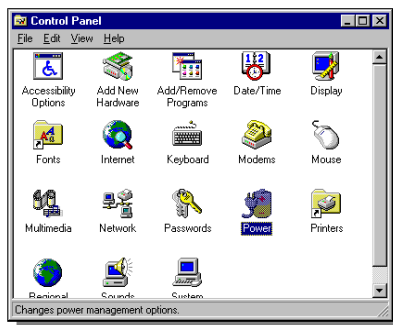 Control Panel
File Edit View Help
Accessibility Options
Add New Hardware
Add/Remove Programs
Date/Time
Display
Fonts
Internet
Keyboard
Modems
Mouse
Multimedia
Network
Passwords
Power
Printers
Regional
Sounds
System
Changes power management options.